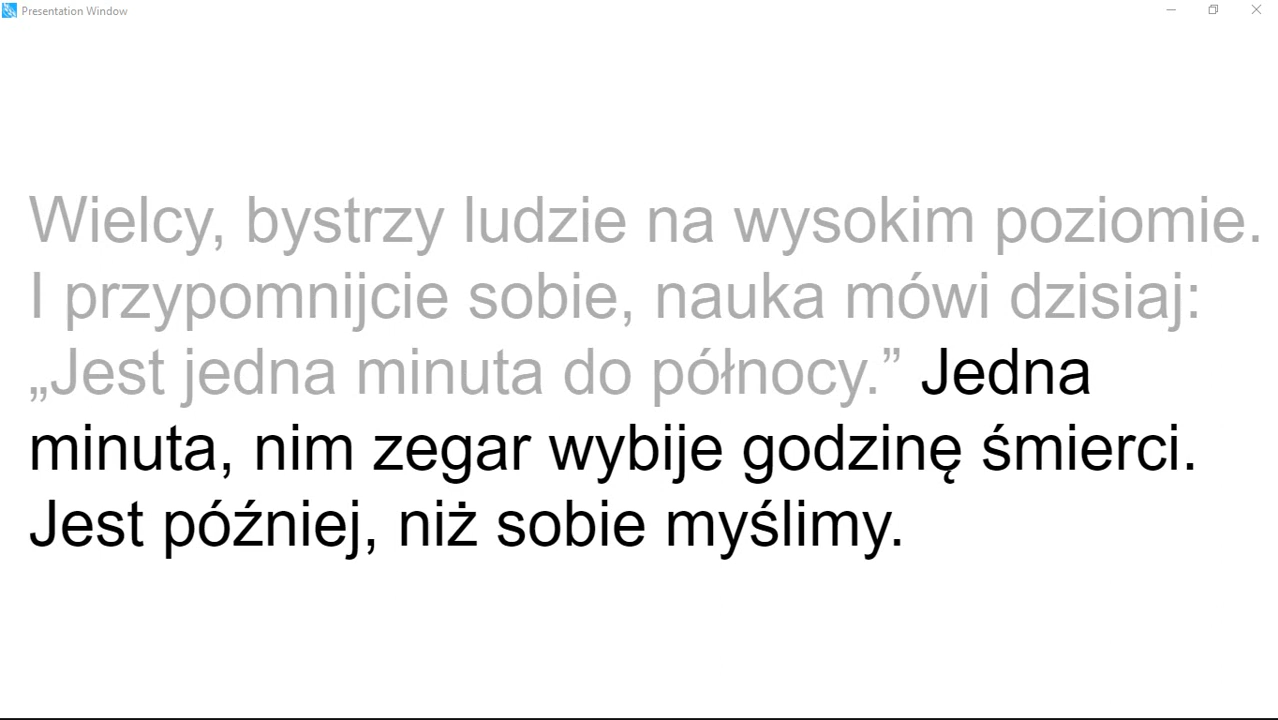 Presentation Window
Wielcy, bystrzy ludzie na wysokim poziomie.
I przypomnijcie sobie, nauka mówi dzisiaj:
„Jest jedna minuta do północy.” Jedna
minuta, nim zegar wybije godzinę śmierci.
Jest później, niż sobie myślimy.